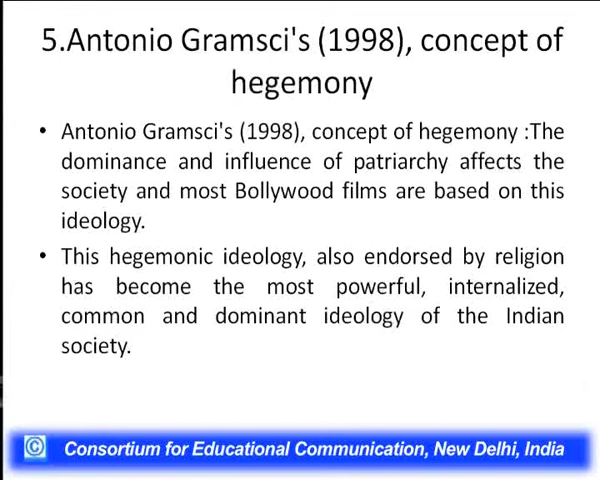 5.Antonio Gramsci's (1998), concept of
hegemony
• Antonio Gramsci's (1998), concept of hegemony :The
dominance and influence of patriarchy affects the
society and most Bollywood films are based on this
ideology.
• This hegemonic ideology, also endorsed by religion
has become the most powerful, internalized,
common and dominant ideology of the Indian
society.
© Consortium for Educational Communication, New Delhi, India